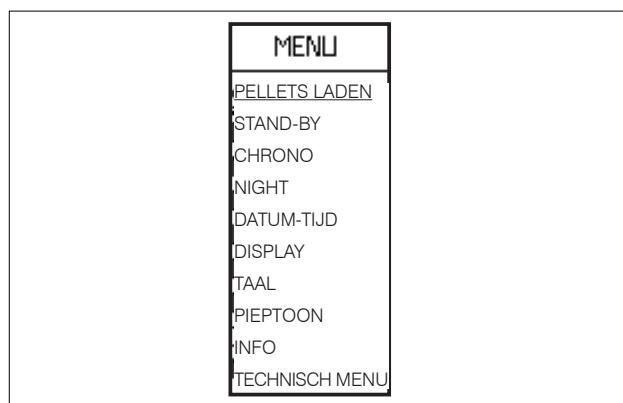 MENU
PELLETS LADEN
STAND-BY
CHRONO
NIGHT
DATUM-TIJD
DISPLAY
TAAL
PIEPTOON
INFO
TECHNISCH MENU